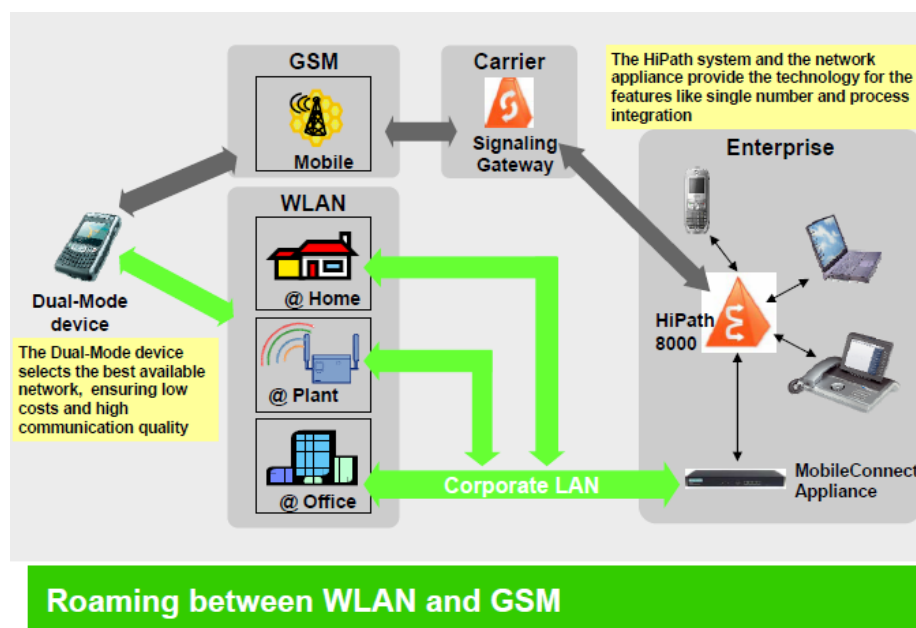 GSM
Mobile
Carrier
Signaling
Gateway
The HiPath system and the network
appliance provide the technology for the
features like single number and process
integration
Enterprise
WLAN
@ Home
@ Plant
@ Office
Dual-Mode
device
The Dual-Mode device
selects the best available
network, ensuring low
costs and high
communication quality
HiPath
8000
Corporate LAN
MobileConnect
Appliance
Roaming between WLAN and GSM